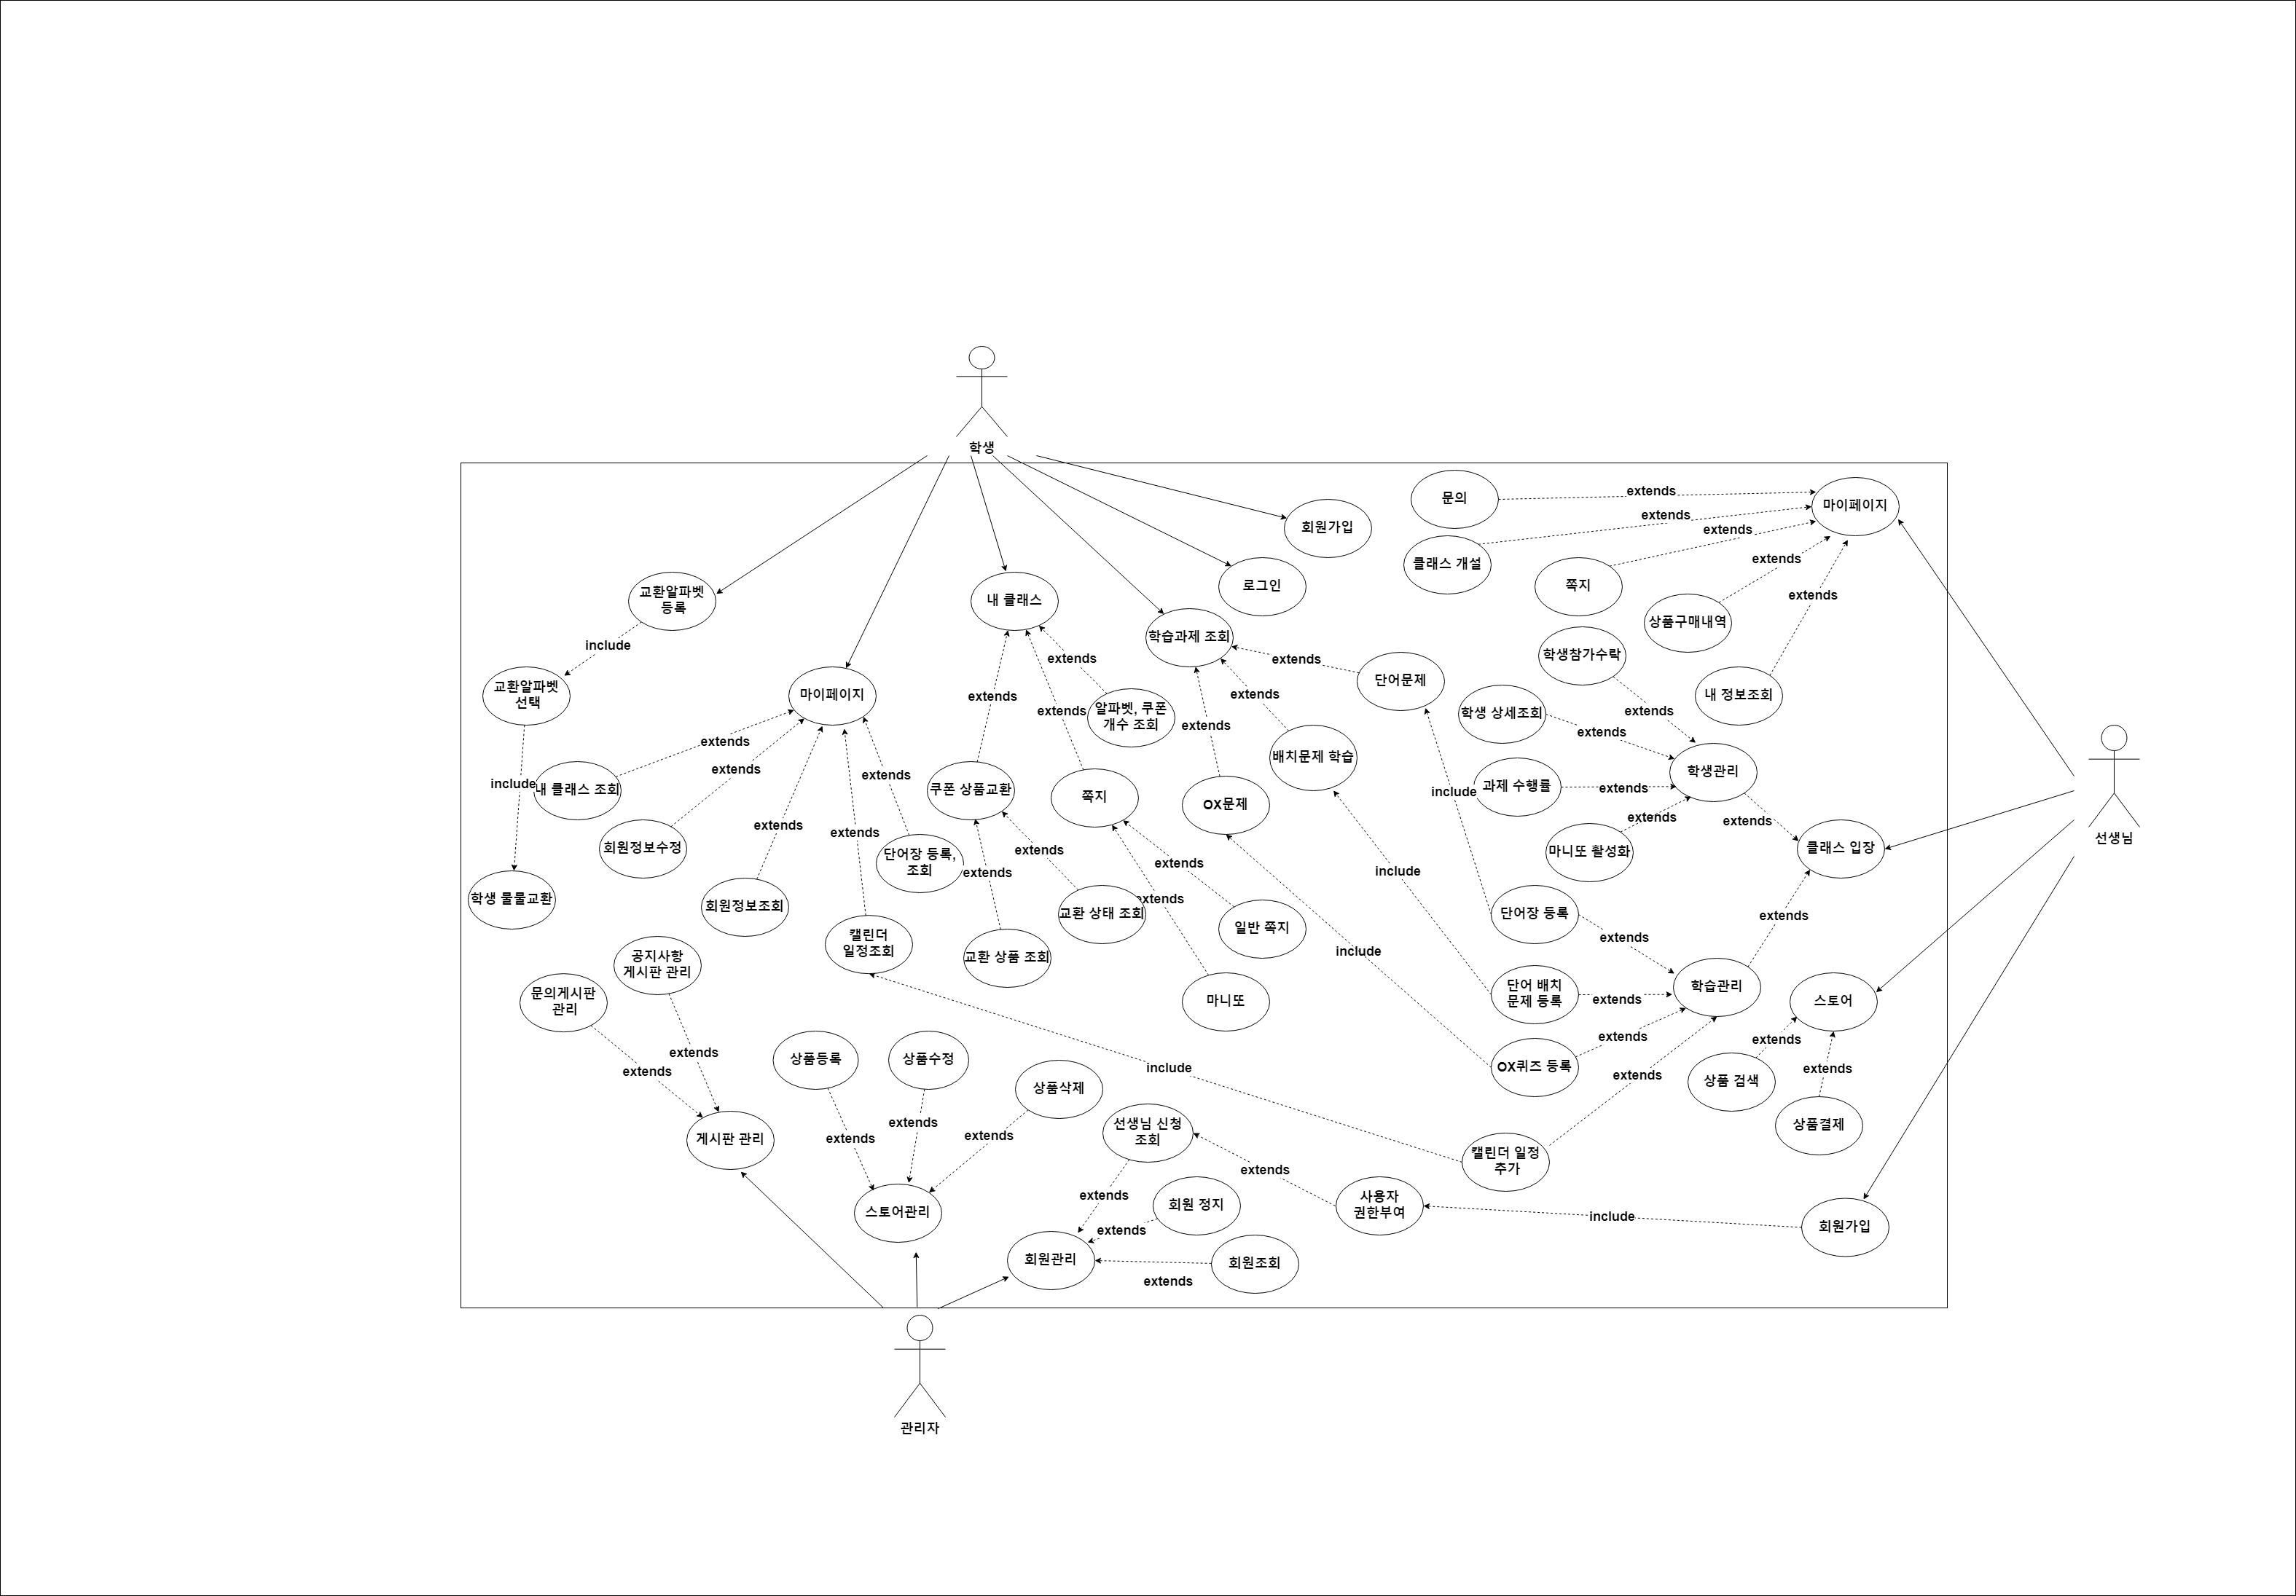 학생
회원가입
문의
extends
마이페이지
extends
extends
클래스 개설
extends
로그인
쪽지
교환알파벳
등록
내 클래스
extends
상품구매내역
학습과제 조회
include
학생참가수락
extends
extends
단어문제
교환알파벳
선택
마이페이지
extends
extends
내 정보조회
extends
알파벳, 쿠폰
개수 조회
extends
학생 상세조회
extends
extends
extends
extends
배치문제 학습
extends
학생관리
extends
include
내 클래스 조회
쿠폰 상품교환
쪽지
OX문제
include
과제 수행률
extends
extends
extends
extends
extends
선생님
회원정보수정
단어장 등록,
조회
extends
extends
마니또 활성화
클래스 입장
extends
include
학생 물물교환
회원정보조회
교환 상태 조회
extends
단어장 등록
extends
캘린더
일정조회
일반 쪽지
extends
공지사항
게시판 관리
교환 상품 조회
include
문의게시판
관리
마니또
단어 배치
문제 등록
extends
학습관리
스토어
extends
extends
extends
상품등록
상품수정
include
OX퀴즈 등록
extends
extends
상품 검색
extends
상품삭제
extends
게시판 관리
extends
extends
선생님 신청
조회
상품결제
캘린더 일정
추가
extends
extends
스토어관리
회원 정지
사용자
권한부여
include
회원가입
extends
회원관리
회원조회
extends
관리자